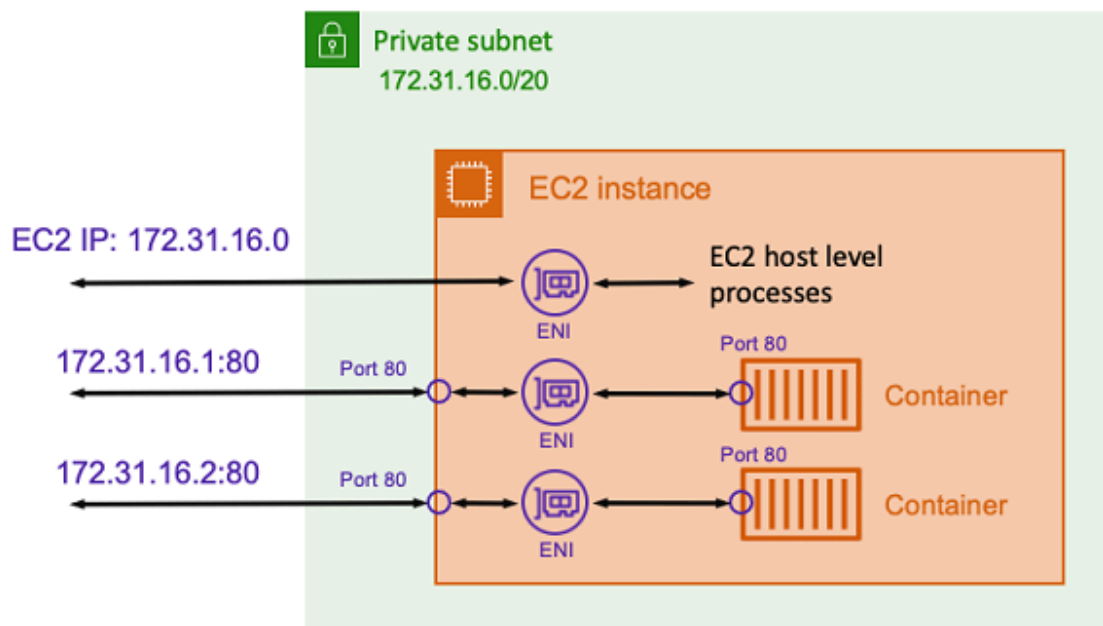 Private subnet
172.31.16.0/20
EC2 instance
EC2 IP: 172.31.16.0
EC2 host level
processes
ENI
172.31.16.1:80
Port 80
Port 80
Container
ENI
172.31.16.2:80
Port 80
Port 80
Container
ENI